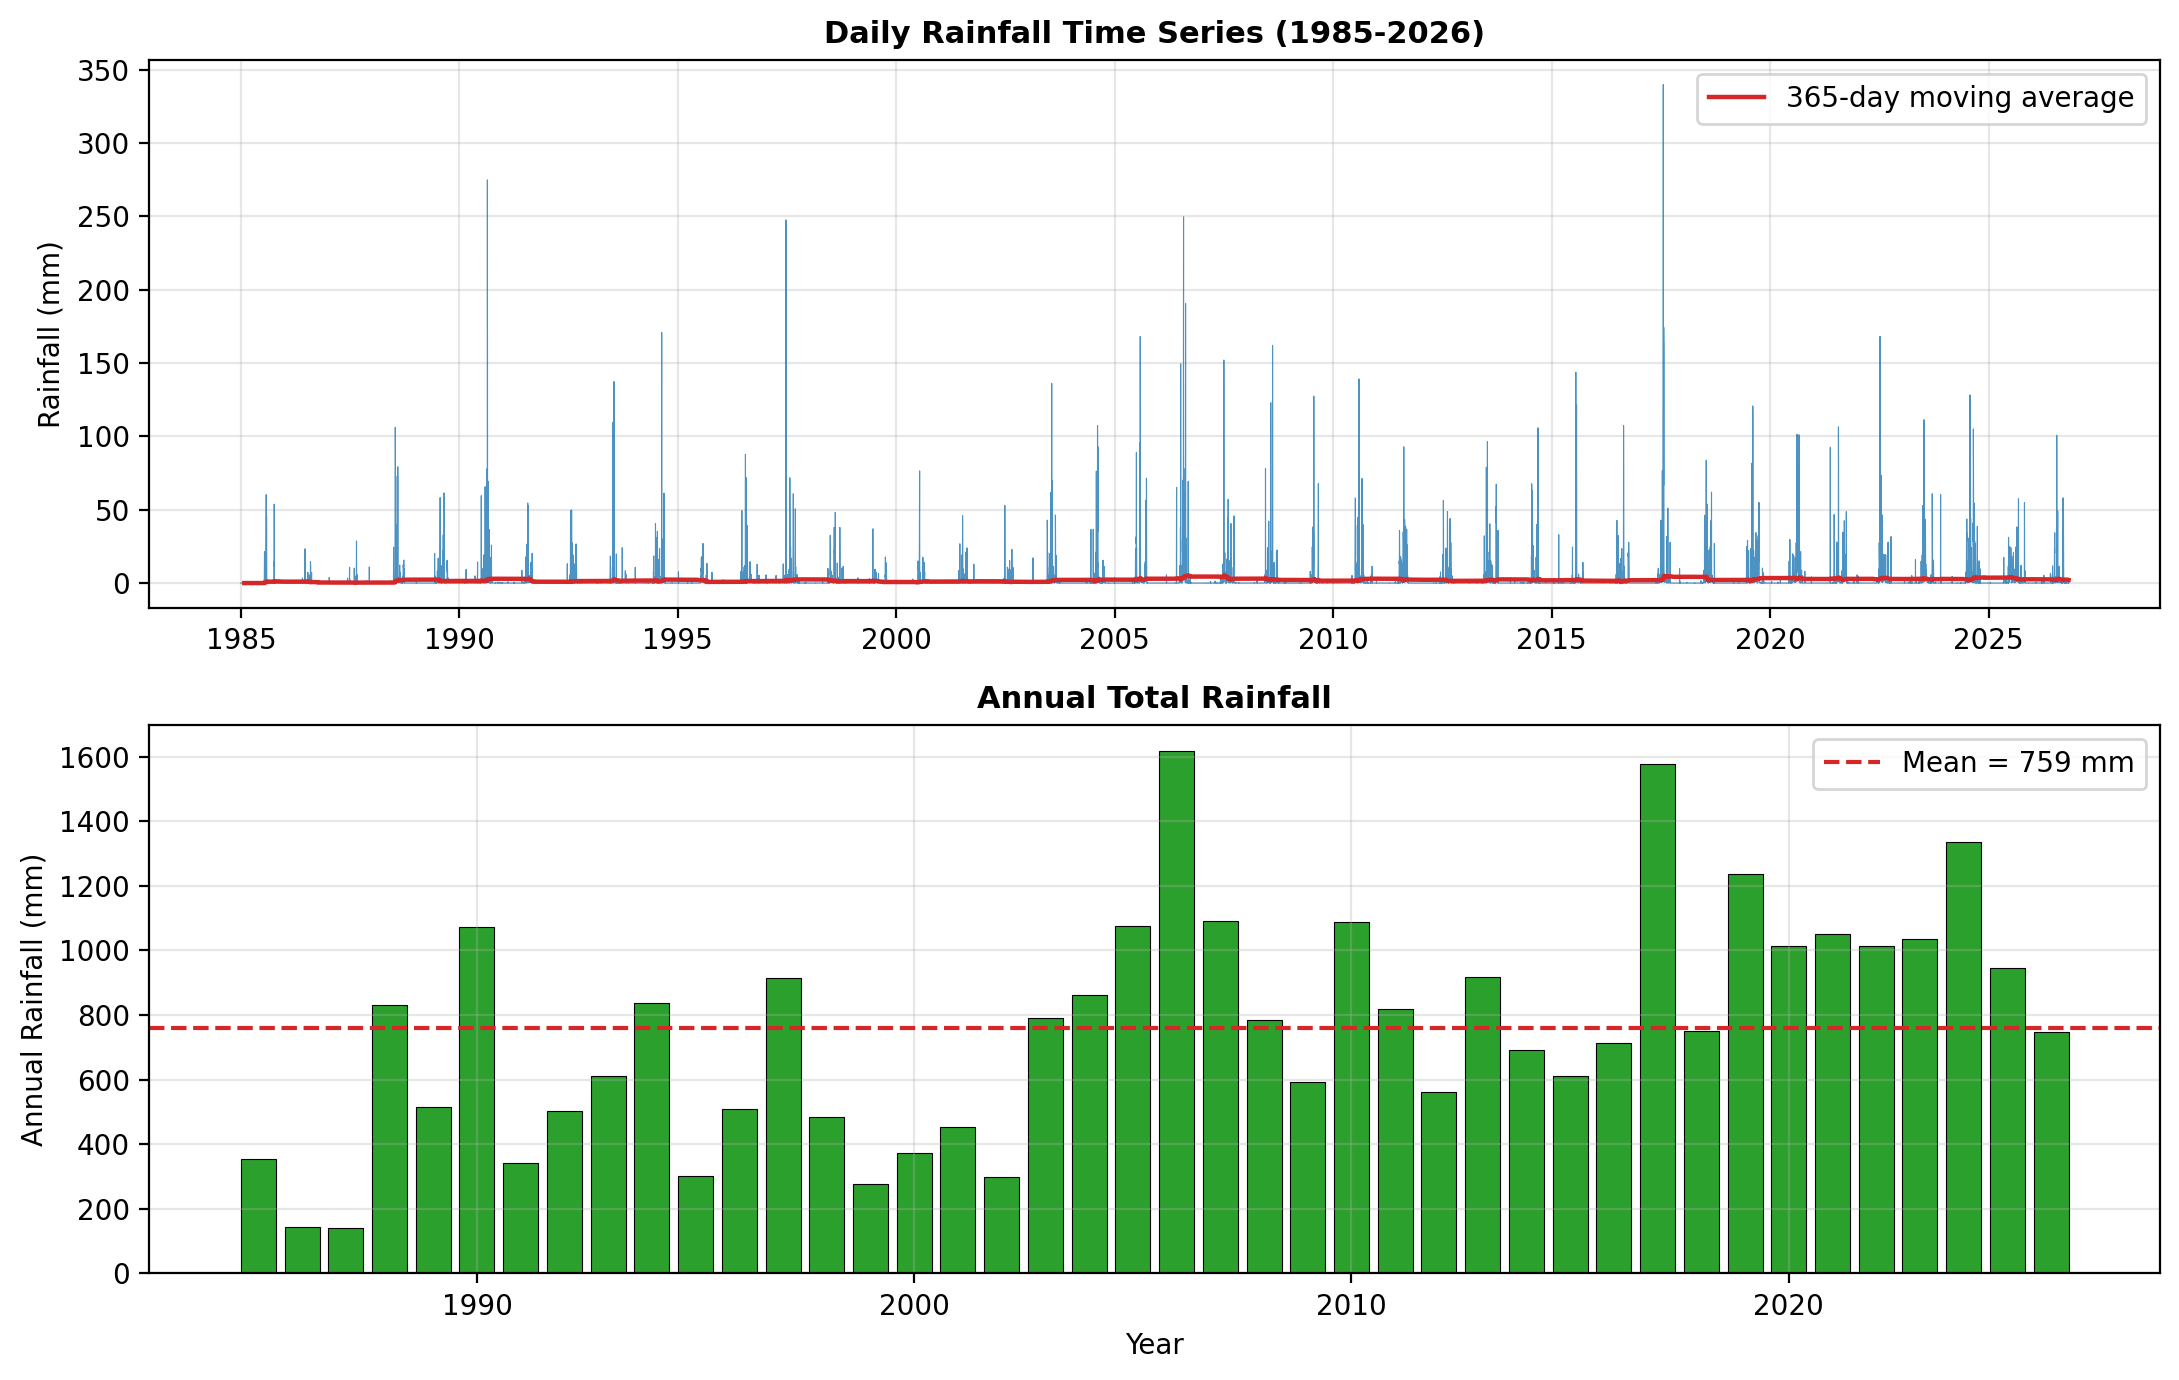 Daily Rainfall Time Series (1985-2026)
350
300
250
200
150
100
50
0
Rainfall (mm)
365-day moving average
1985 1990 1995 2000 2005 2010 2015 2020 2025
Annual Total Rainfall
1600
1400
1200
1000
800
600
400
200
0
Annual Rainfall (mm)
Mean = 759 mm
1990 2000 2010 2020
Year